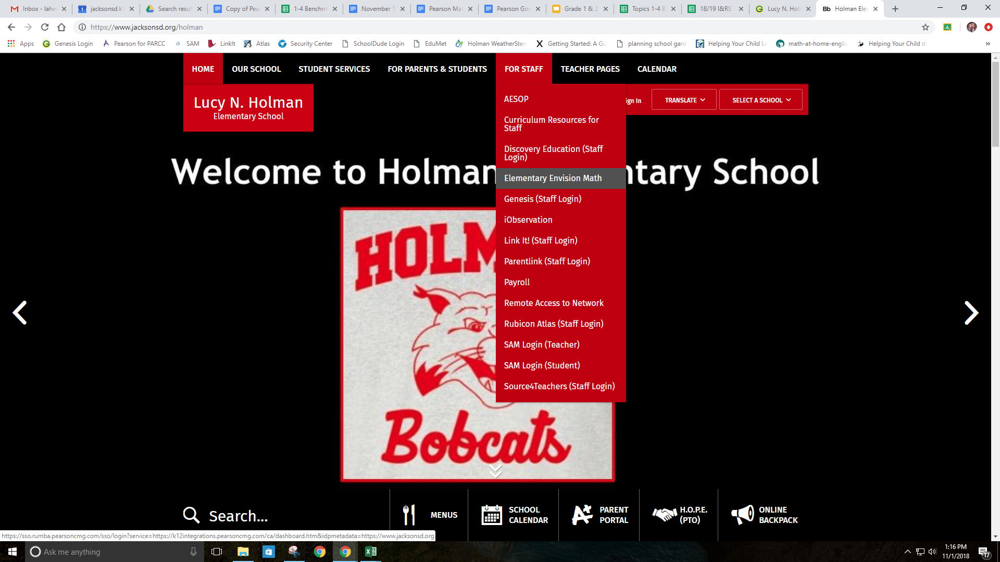 Inbox - lahe
jacksonsd.k1
Search resul
Copy of Pea
1-4 Benchm
November 5
Pearson Mat
Pearson Goo
Grade 1 & 2
Topics 1-4 B
18/19 I&RS
Lucy N. Hol
Bb Holman Ele
https://www.jacksonsd.org/holman
Apps
Genesis Login
Pearson for PARCC
SAM
LinkIt
Atlas
Security Center
SchoolDude Login
EduMet
Holman WeatherStem
Getting Started: A Gu
planning school gard
Helping Your Child Le
math-at-home-englis
Helping Your Child du
HOME
OUR SCHOOL
STUDENT SERVICES
FOR PARENTS & STUDENTS
FOR STAFF
TEACHER PAGES
CALENDAR
Lucy N. Holman
Elementary School
ign In
TRANSLATE
SELECT A SCHOOL
AESOP
Curriculum Resources for
Staff
Discovery Education (Staff
Login)
Elementary Envision Math
Genesis (Staff Login)
iObservation
Link It! (Staff Login)
Parentlink (Staff Login)
Payroll
Remote Access to Network
Rubicon Atlas (Staff Login)
SAM Login (Teacher)
SAM Login (Student)
Source4Teachers (Staff Login)
Welcome to Holman ntary School
HOLM
Bobcats
Search...
MENUS
SCHOOL
CALENDAR
PARENT
PORTAL
H.O.P.E.
(PTO)
ONLINE
BACKPACK
https://sso.rumba.pearsoncmg.com/sso/login?service=https://k12integrations.pearsoncmg.com/ca/dashboard.htm&idpmetadata=https://www.jacksonsd.org
Ask me anything
1:16 PM
11/1/2018
17